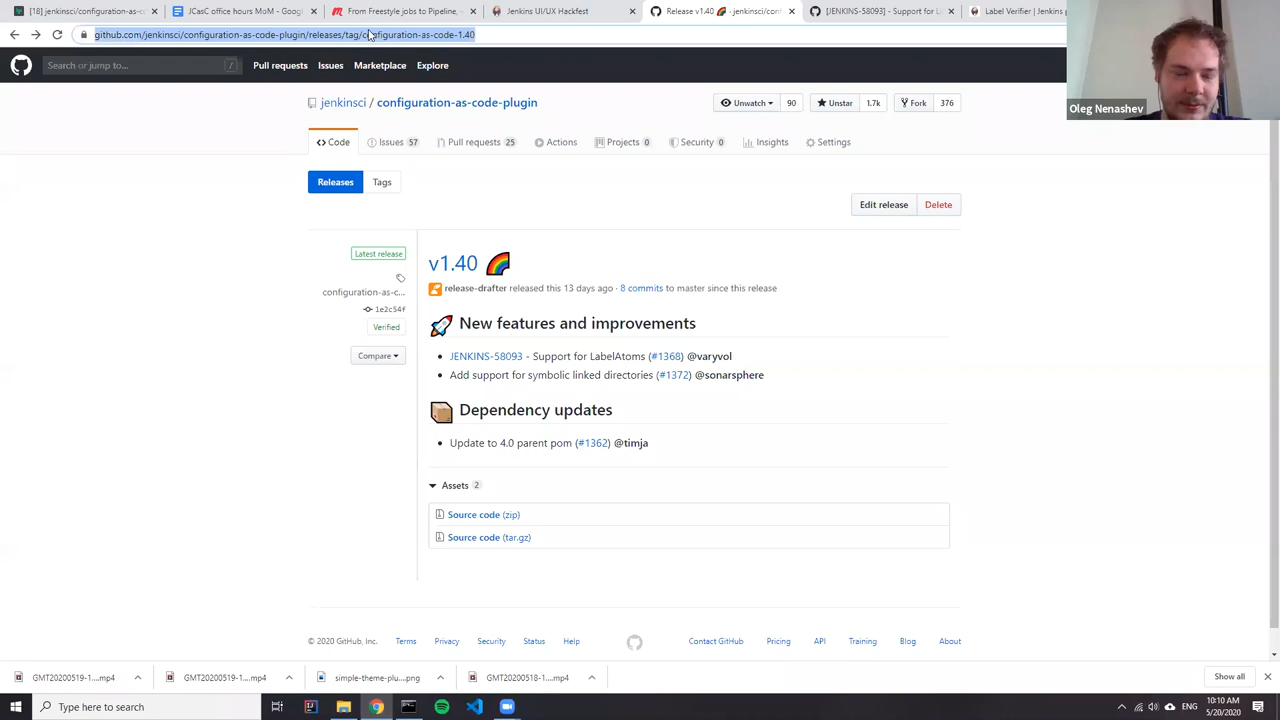 [18] jenkinsci/configuration-as-c
JCasC office hours MoM - Googl
From Freestyle jobs to Pipeline,
Jenkins UI/UX Hackfest
Release v1.40
· jenkinsci/con
[JENKINS-58093] - Support for L
Label Verifier | Jenkins
github.com/jenkinsci/configuration-as-code-plugin/releases/tag/configuration-as-code-1.40
Search or jump to...
/
Pull requests
Issues
Marketplace
Explore
Oleg Nenashev
jenkinsci / configuration-as-code-plugin
Unwatch
90
Unstar
1.7k
Fork
376
Code
Issues 57
Pull requests 25
Actions
Projects 0
Security 0
Insights
Settings
Releases
Tags
Edit release
Delete
Latest release
configuration-as-c...
1e2c54f
Verified
Compare
v1.40 🌈
release-drafter released this 13 days ago · 8 commits to master since this release
🚀 New features and improvements
• JENKINS-58093 - Support for LabelAtoms (#1368) @varyvol
• Add support for symbolic linked directories (#1372) @sonarsphere
📦 Dependency updates
• Update to 4.0 parent pom (#1362) @timja
Assets 2
Source code (zip)
Source code (tar.gz)
© 2020 GitHub, Inc.
Terms
Privacy
Security
Status
Help
Contact GitHub
Pricing
API
Training
Blog
About
GMT20200519-1....mp4
GMT20200519-1....mp4
simple-theme-plu....png
GMT20200518-1....mp4
Show all
Type here to search
ENG
10:10 AM
5/20/2020